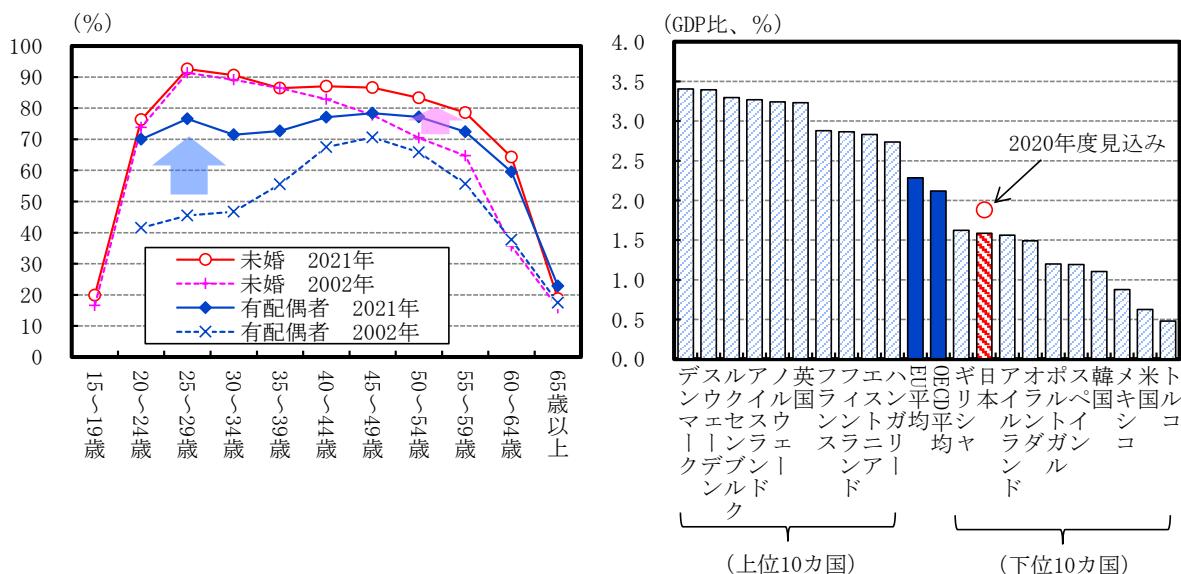 (%)
100
90
80
70
60
50
40
30
20
10
0
未婚 2021年
未婚 2002年
有配偶者 2021年
有配偶者 2002年
15~19歳
20~24歳
25~29歳
30~34歳
35~39歳
40~44歳
45~49歳
50~54歳
55~59歳
60~64歳
65歳以上
(GDP比、%)
4.0
3.5
3.0
2.5
2.0
1.5
1.0
0.5
0.0
2020年度見込み
デンマーク
スウェーデン
ルクセンブルク
アイスランド
ノルウェー
英国
フランス
フィンランド
エストニア
ハンガリー
EU平均
OECD平均
ギリシャ
日本
アイルランド
オランダ
ポルトガル
スペイン
韓国
メキシコ
米国
トルコ
(上位10カ国)
(下位10カ国)